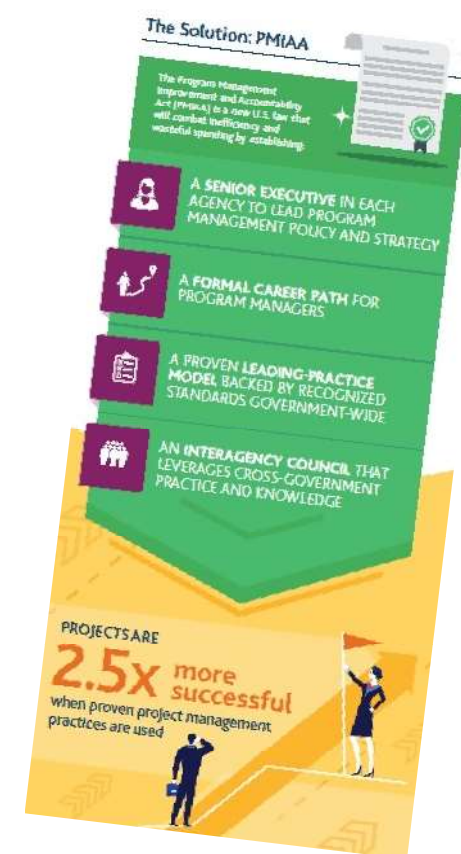 The Solution: PMIAA
The Program Management
Improvement and Accountability
Act (PMIAA) is a new U.S. law that
will combat inefficiency and
wasteful spending by establishing:
A SENIOR EXECUTIVE IN EACH
AGENCY TO LEAD PROGRAM
MANAGEMENT POLICY AND STRATEGY
A FORMAL CAREER PATH FOR
PROGRAM MANAGERS
A PROVEN LEADING-PRACTICE
MODEL BACKED BY RECOGNIZED
STANDARDS GOVERNMENT-WIDE
AN INTERAGENCY COUNCIL THAT
LEVERAGES CROSS-GOVERNMENT
PRACTICE AND KNOWLEDGE
PROJECTS ARE
2.5x more
successful
when proven project management
practices are used